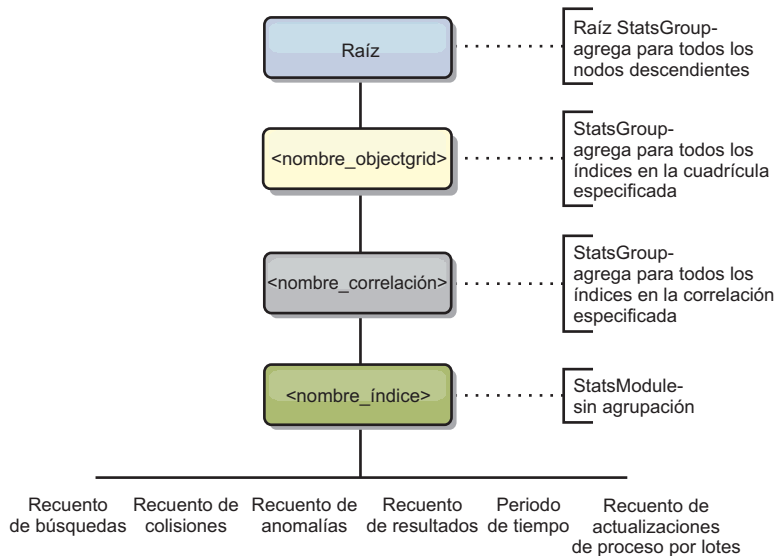 Raíz
Raíz StatsGroup-
agrega para todos los
nodos descendientes
<nombre_objectgrid>
StatsGroup-
agrega para todos los
índices en la cuadrícula
especificada
<nombre_correlación>
StatsGroup-
agrega para todos los
índices en la correlación
especificada
<nombre_índice>
StatsModule-
sin agrupación
Recuento
de búsquedas
Recuento de
colisiones
Recuento de
anomalías
Recuento
de resultados
Periodo
de tiempo
Recuento de
actualizaciones
de proceso por lotes